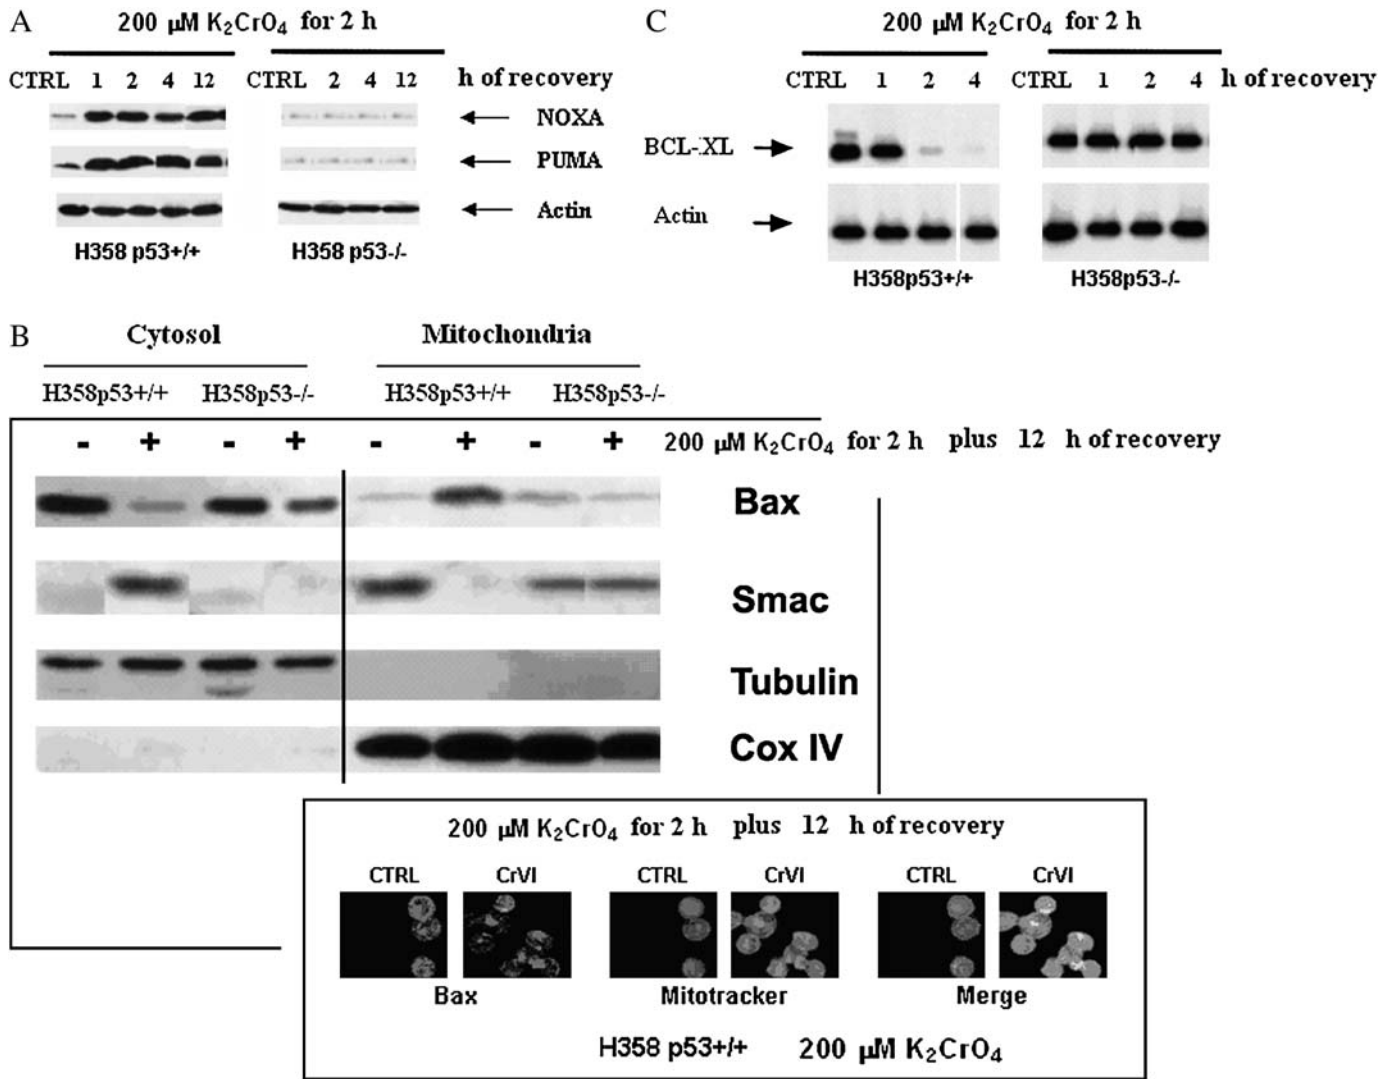 A
200 µM K₂CrO₄ for 2 h
CTRL 1 2 4 12 CTRL 2 4 12 h of recovery
NOXA
PUMA
Actin
H358 p53+/+ H358 p53-/-
C
200 µM K₂CrO₄ for 2 h
CTRL 1 2 4 CTRL 1 2 4 h of recovery
BCL-XL
Actin
H358p53+/+ H358p53-/-
B
Cytosol Mitochondria
H358p53+/+ H358p53-/- H358p53+/+ H358p53-/-
- + - + - + - + 200 µM K₂CrO₄ for 2 h plus 12 h of recovery
Bax
Smac
Tubulin
Cox IV
200 µM K₂CrO₄ for 2 h plus 12 h of recovery
CTRL CrVI CTRL CrVI CTRL CrVI
Bax Mitotracker Merge
H358 p53+/+ 200 µM K₂CrO₄